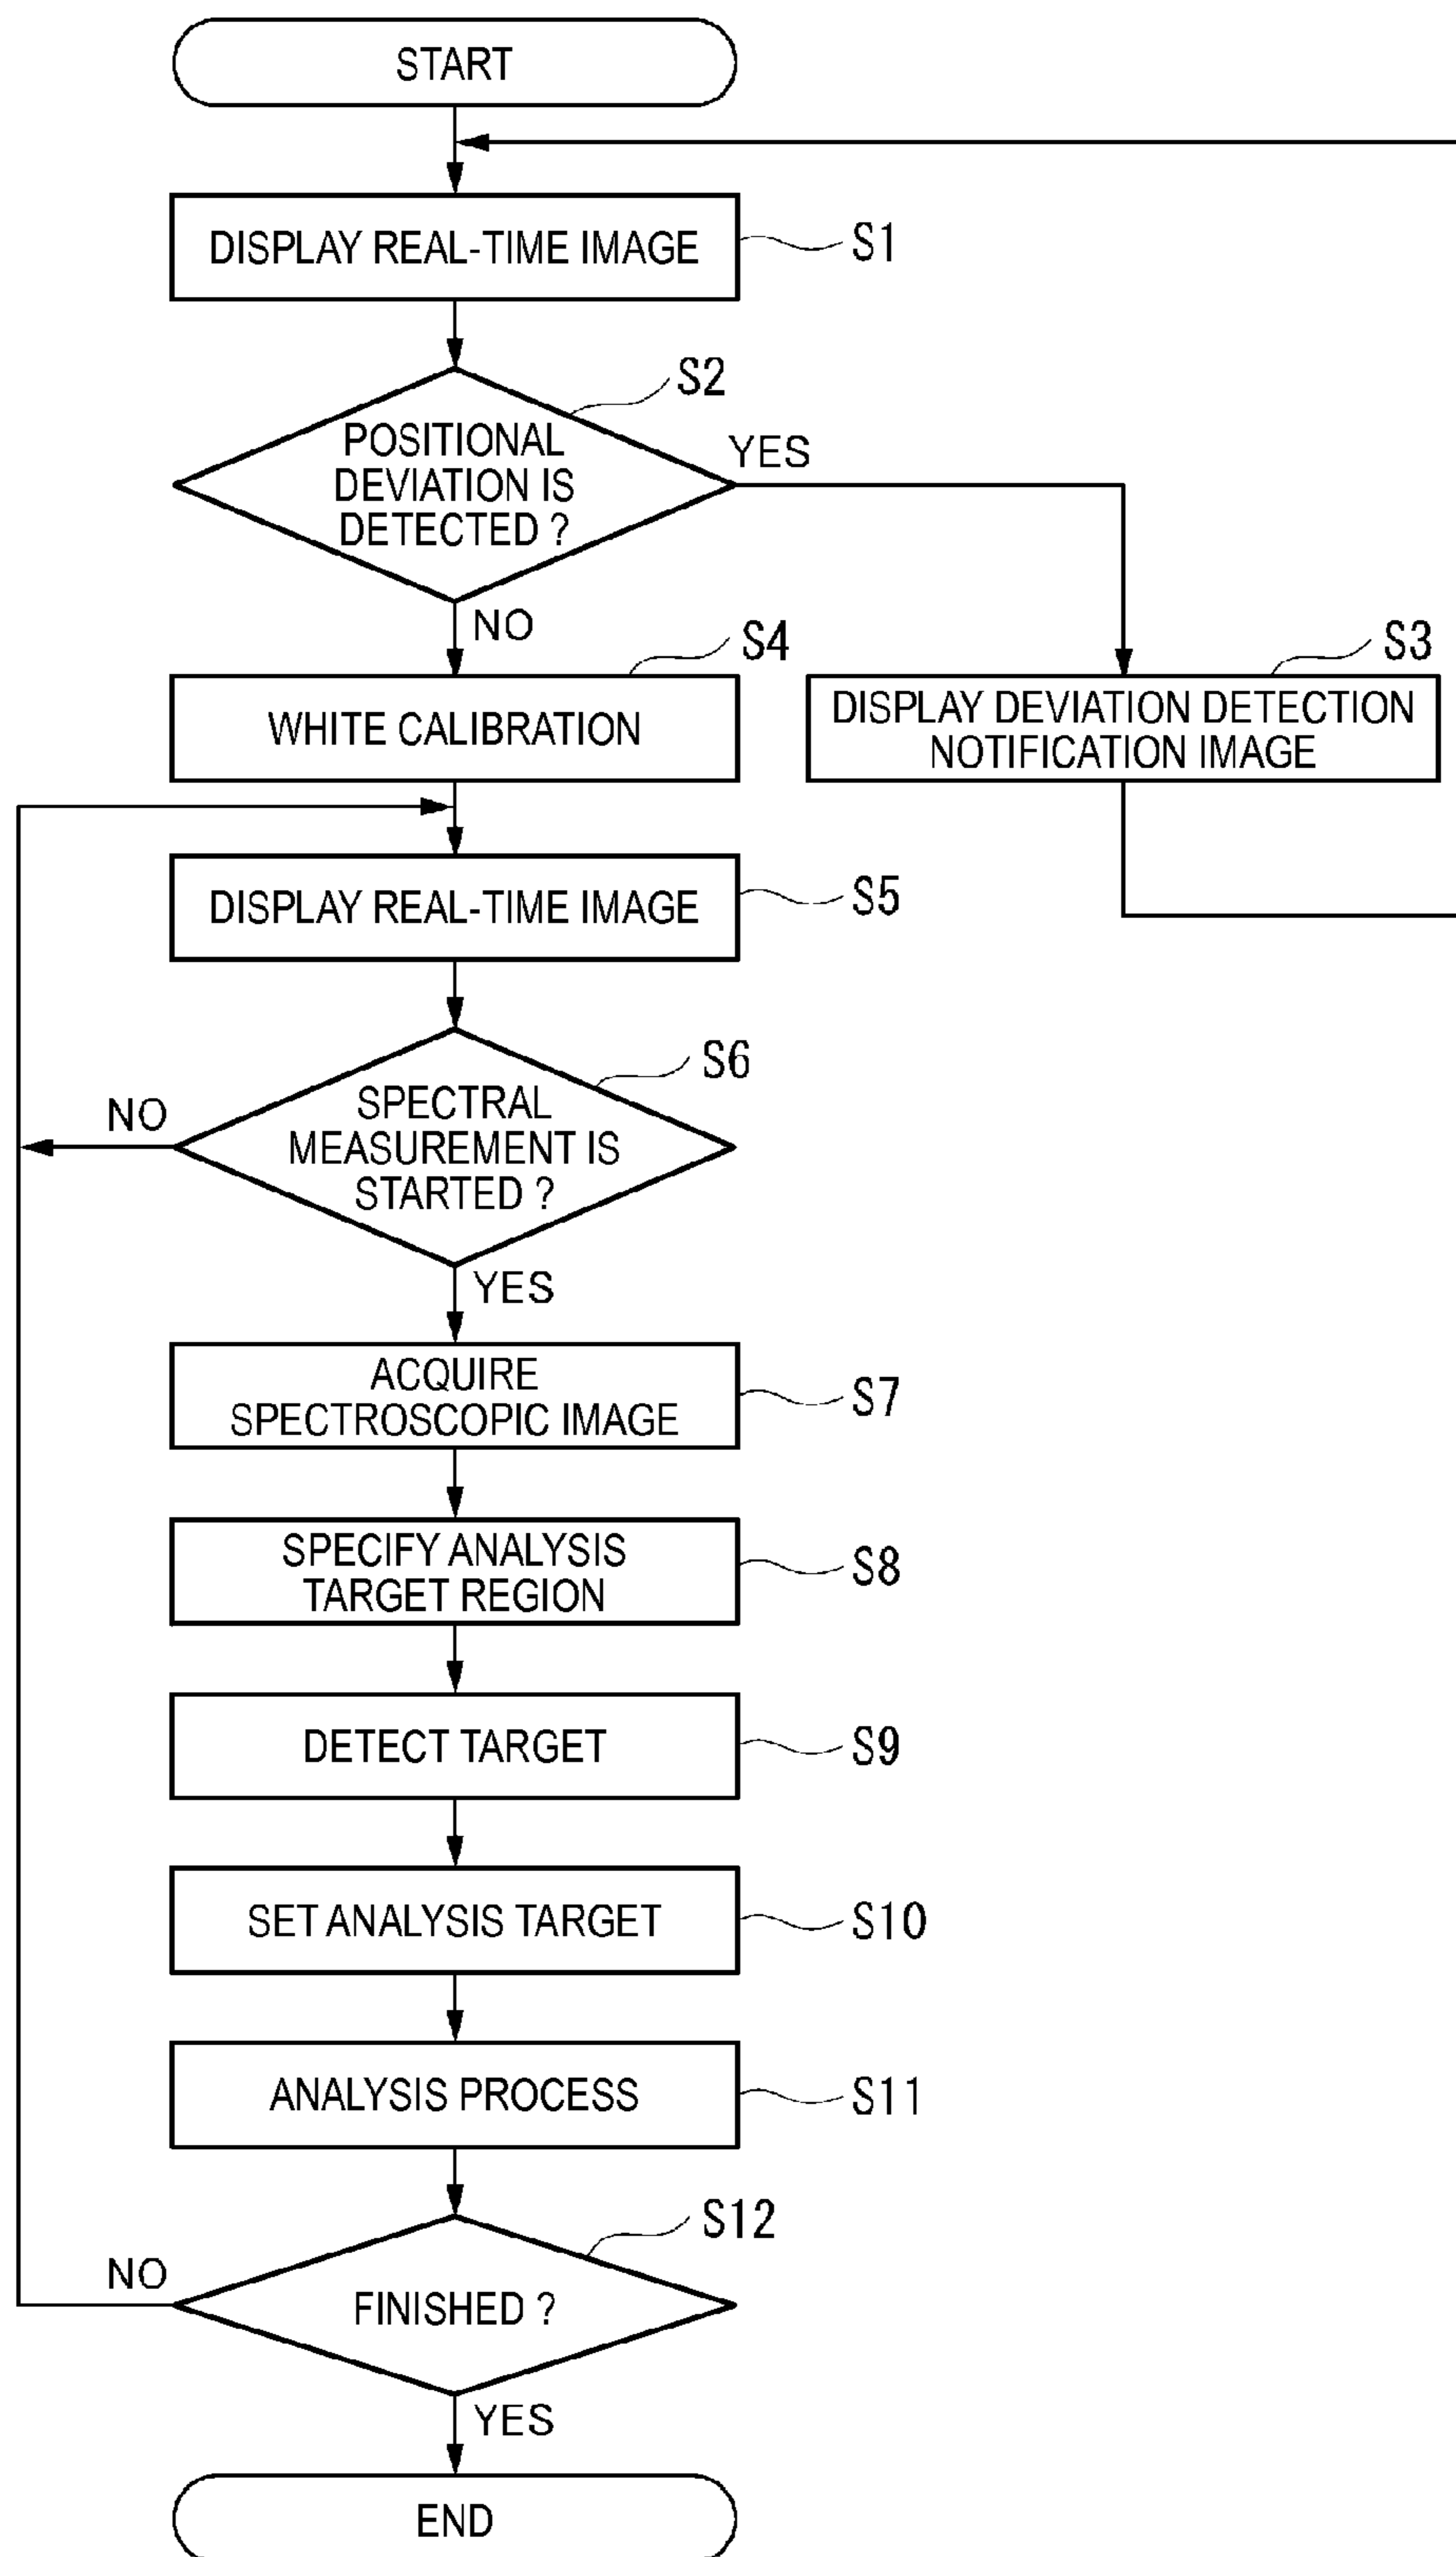 START
DISPLAY REAL-TIME IMAGE
S1
S2
POSITIONAL
DEVIATION IS
DETECTED ?
YES
NO
S4
WHITE CALIBRATION
S3
DISPLAY DEVIATION DETECTION
NOTIFICATION IMAGE
DISPLAY REAL-TIME IMAGE
S5
S6
SPECTRAL
MEASUREMENT IS
STARTED ?
NO
YES
ACQUIRE
SPECTROSCOPIC IMAGE
S7
SPECIFY ANALYSIS
TARGET REGION
S8
DETECT TARGET
S9
SET ANALYSIS TARGET
S10
ANALYSIS PROCESS
S11
S12
FINISHED ?
NO
YES
END